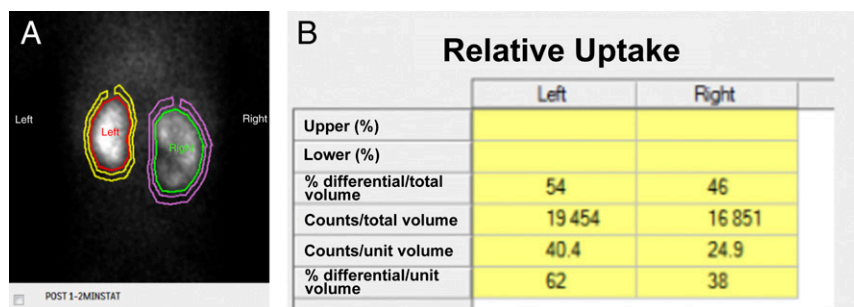 A
Left
Left
Right
Right
POST 1-2MINSTAT
B
Relative Uptake
Left Right
Upper (%)
Lower (%)
% differential/total
volume 54 46
Counts/total volume 19 454 16 851
Counts/unit volume 40.4 24.9
% differential/unit
volume 62 38